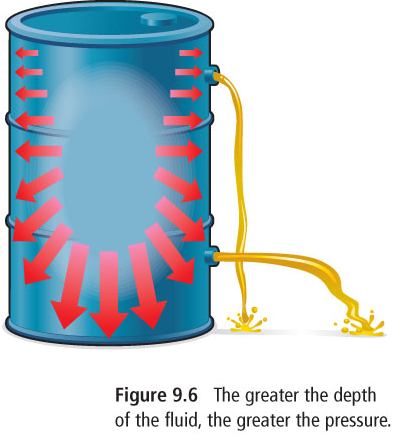 Figure 9.6 The greater the depth
of the fluid, the greater the pressure.